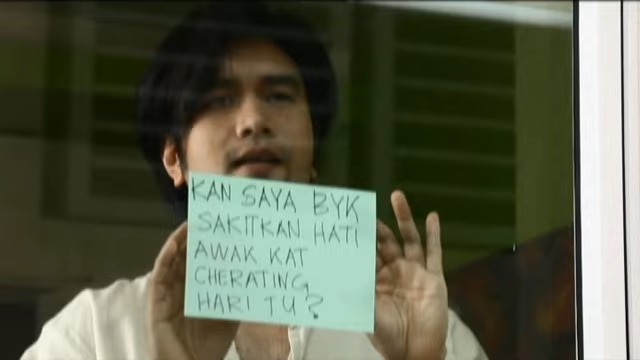 KAN SAYA BYK
SAKITKAN HATI
AWAK KAT
CHERATING
HARI TU?